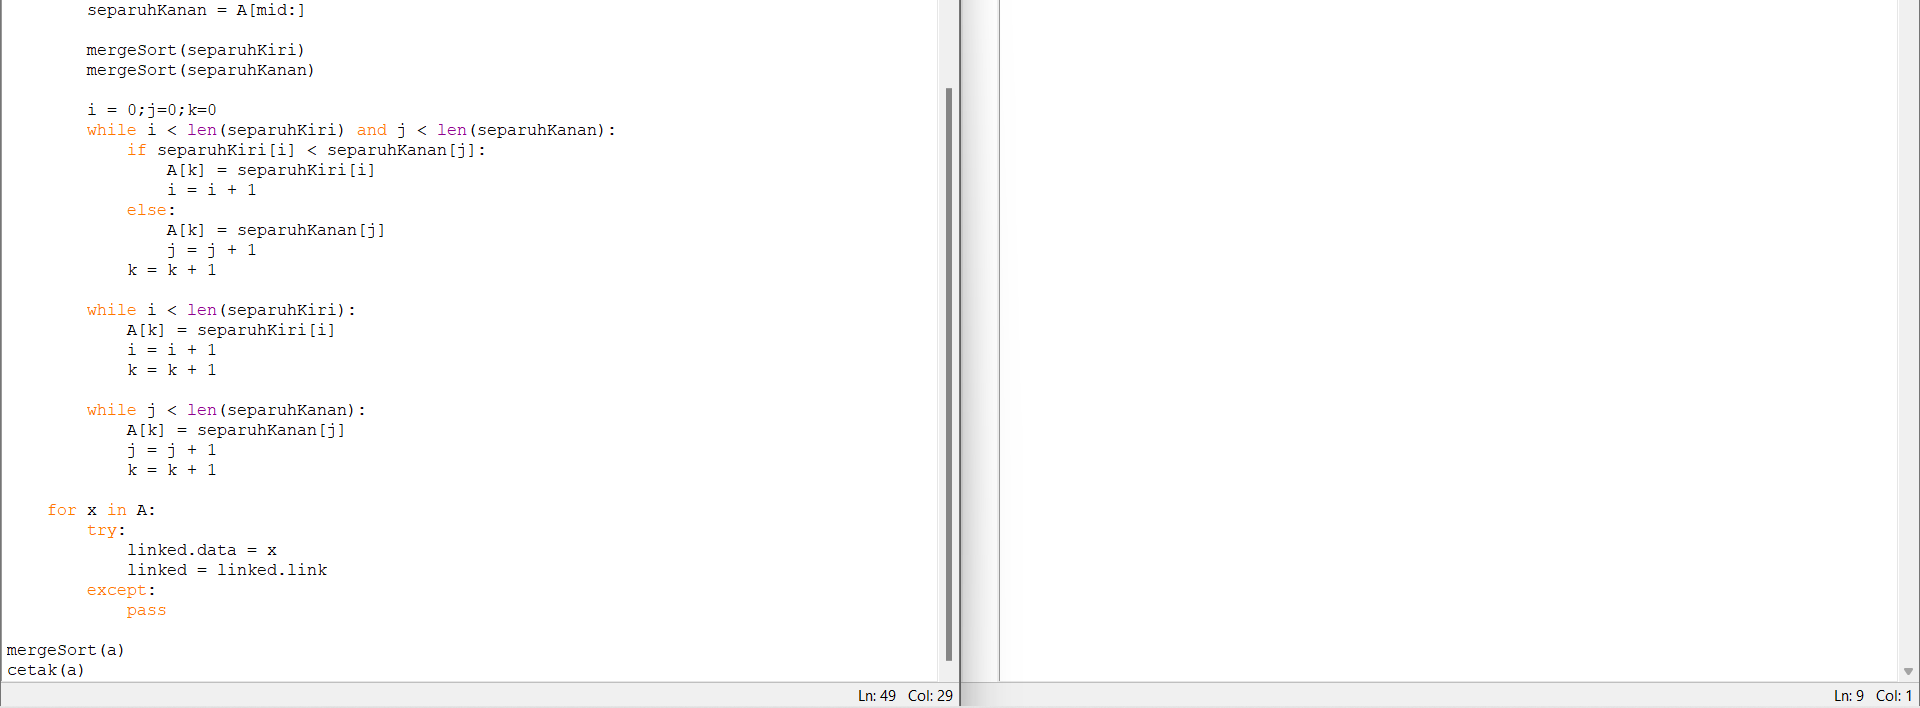 separuhKanan = A[mid:]

        mergeSort(separuhKiri)
        mergeSort(separuhKanan)

        i = 0;j=0;k=0
        while i < len(separuhKiri) and j < len(separuhKanan):
            if separuhKiri[i] < separuhKanan[j]:
                A[k] = separuhKiri[i]
                i = i + 1
            else:
                A[k] = separuhKanan[j]
                j = j + 1
            k = k + 1

        while i < len(separuhKiri):
            A[k] = separuhKiri[i]
            i = i + 1
            k = k + 1

        while j < len(separuhKanan):
            A[k] = separuhKanan[j]
            j = j + 1
            k = k + 1

    for x in A:
        try:
            linked.data = x
            linked = linked.link
        except:
            pass

mergeSort(a)
cetak(a)
Ln: 49 Col: 29
Ln: 9 Col: 1